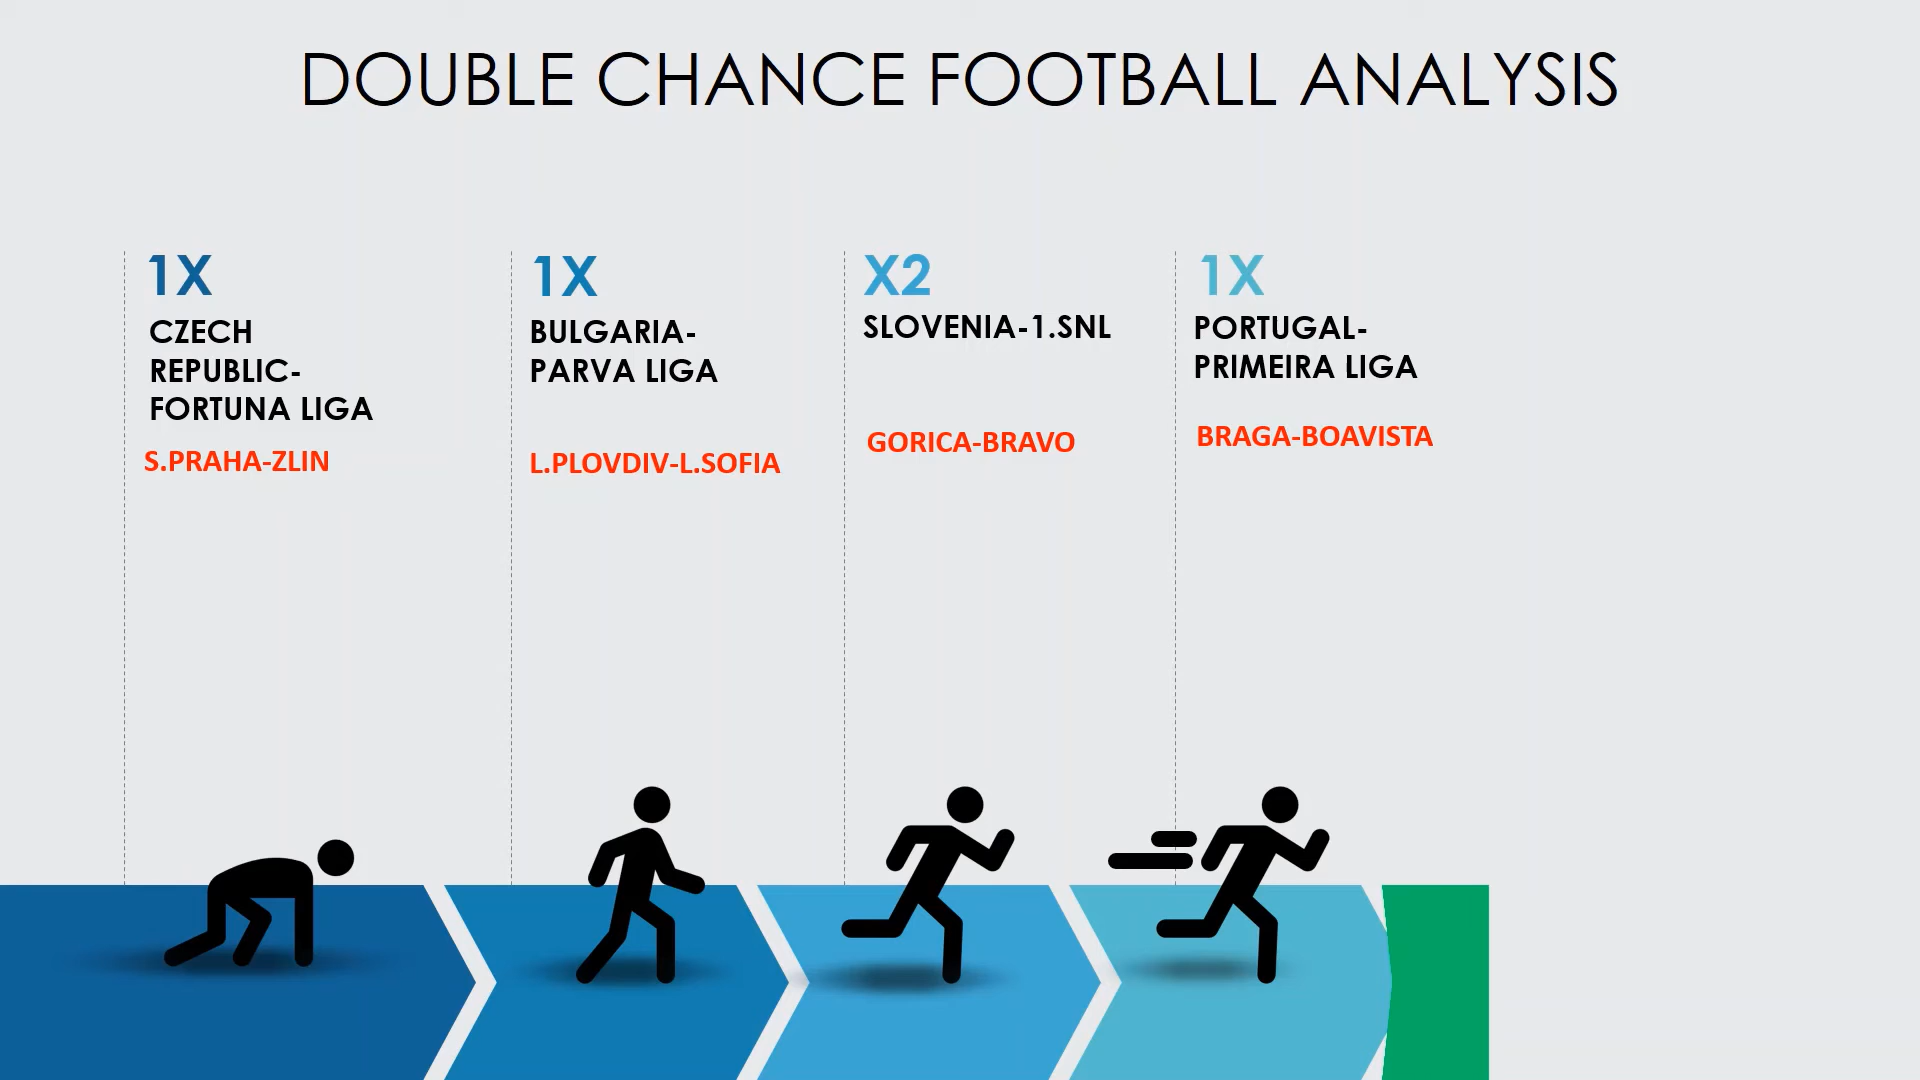 DOUBLE CHANCE FOOTBALL ANALYSIS
1X
CZECH
REPUBLIC-
FORTUNA LIGA
S.PRAHA-ZLIN
1X
BULGARIA-
PARVA LIGA
L.PLOVDIV-L.SOFIA
X2
SLOVENIA-1.SNL
GORICA-BRAVO
1X
PORTUGAL-
PRIMEIRA LIGA
BRAGA-BOAVISTA